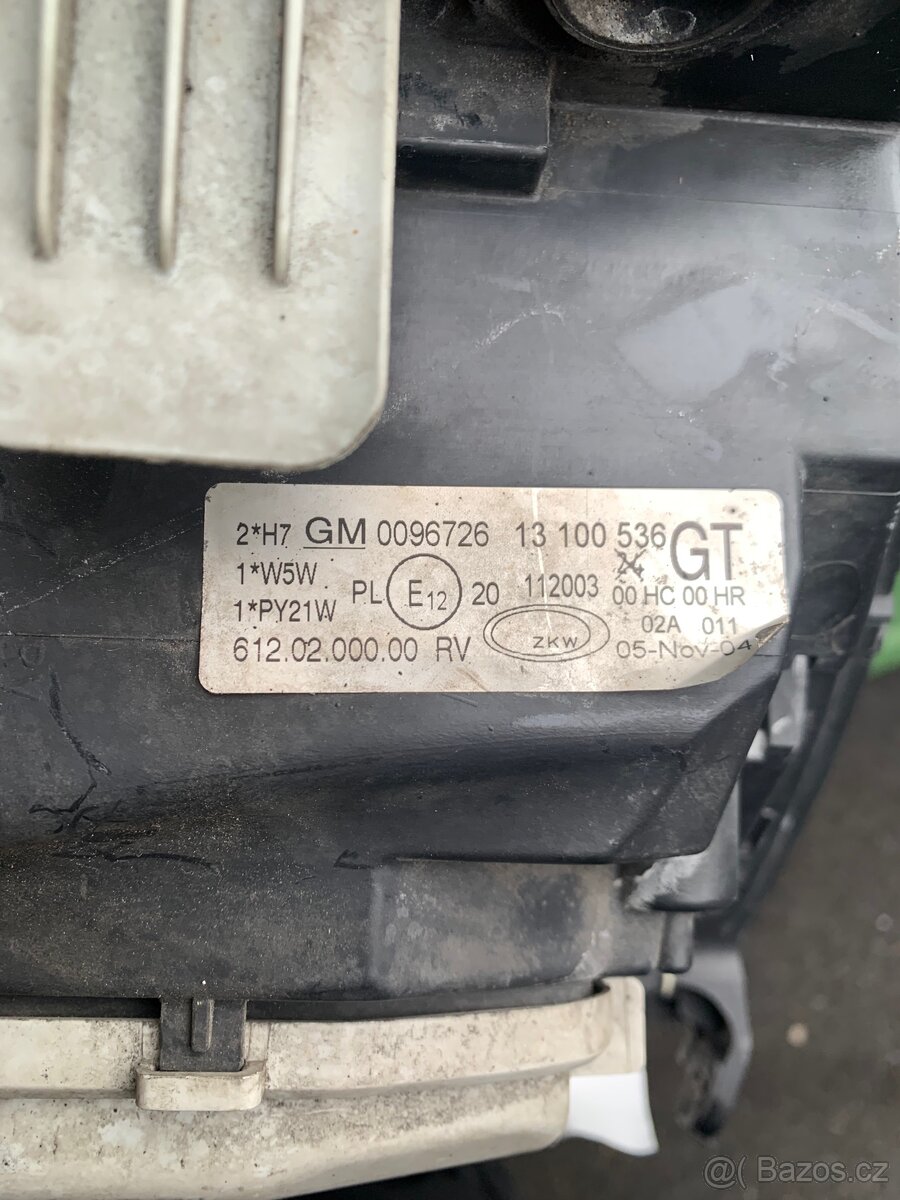 2*H7 GM 0096726 13 100 536 GT
1*W5W
1*PY21W PL E12 20 112003 00 HC 00 HR
02A 011
612.02.000.00 RV ZKW 05-Nov-04
@( Bazos.cz